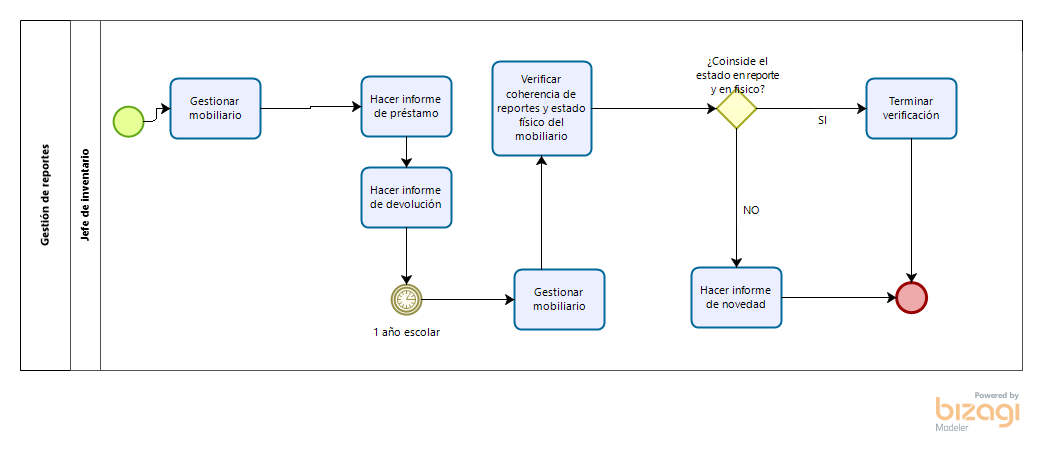 Gestión de reportes
Jefe de inventario
Gestionar
mobiliario
Hacer informe
de préstamo
Hacer informe
de devolución
1 año escolar
Gestionar
mobiliario
Verificar
coherencia de
reportes y estado
físico del
mobiliario
¿Coinside el
estado en reporte
y en fisico?
SI
NO
Terminar
verificación
Hacer informe
de novedad
Powered by
bizagi
Modeler